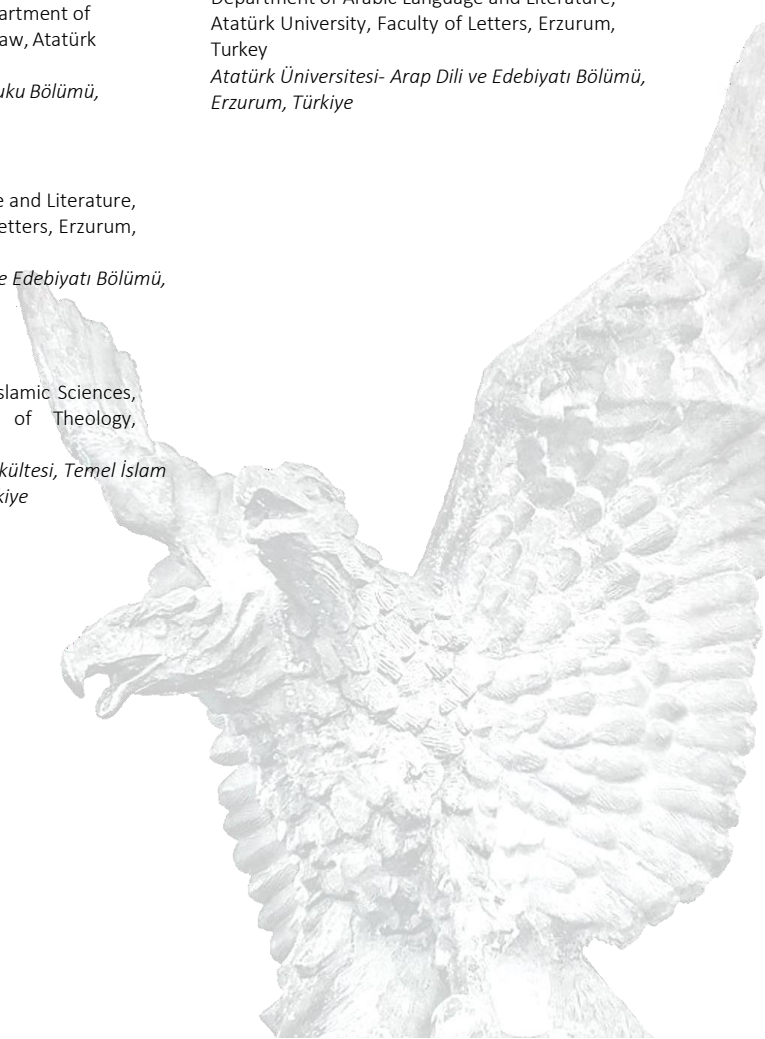 artment of
aw, Atatürk
uku Bölümü,
e and Literature,
etters, Erzurum,
e Edebiyatı Bölümü,
slamic Sciences,
of Theology,
kültesi, Temel İslam
kiye
Department of Arabic Language and Literature,
Atatürk University, Faculty of Letters, Erzurum,
Turkey
Atatürk Üniversitesi- Arap Dili ve Edebiyatı Bölümü,
Erzurum, Türkiye